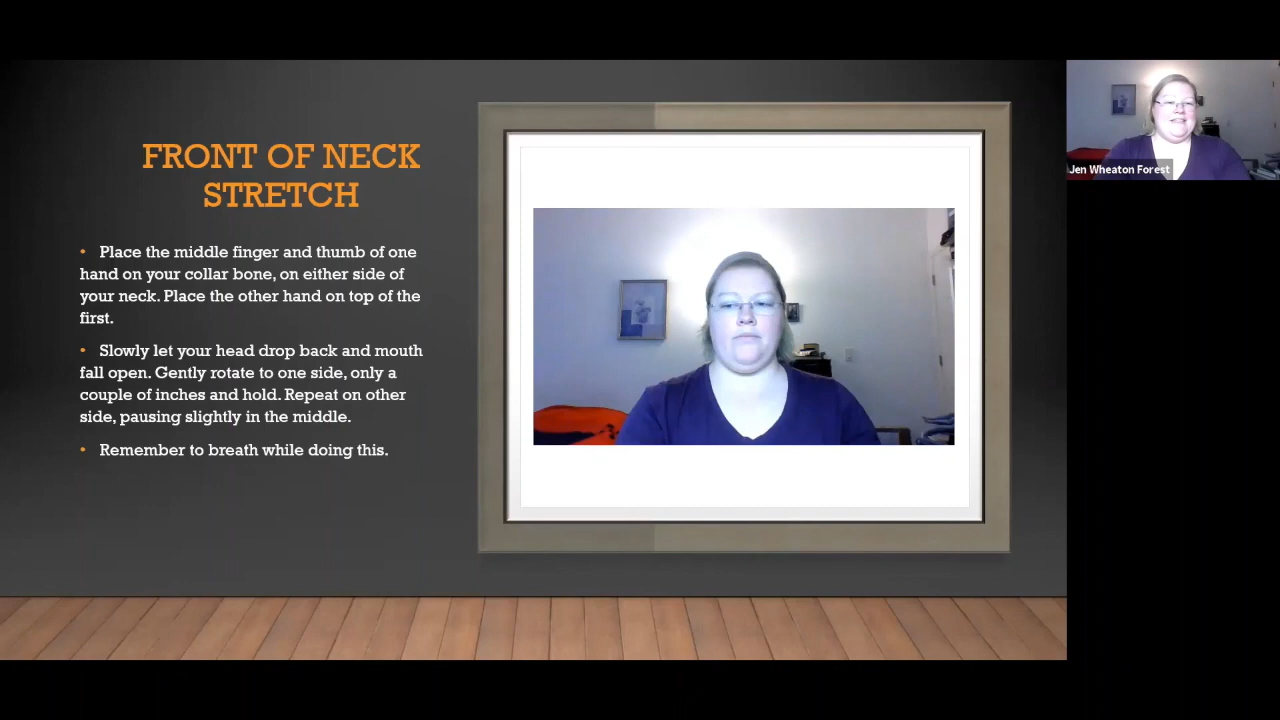 FRONT OF NECK
STRETCH
• Place the middle finger and thumb of one
hand on your collar bone, on either side of
your neck. Place the other hand on top of the
first.
• Slowly let your head drop back and mouth
fall open. Gently rotate to one side, only a
couple of inches and hold. Repeat on other
side, pausing slightly in the middle.
• Remember to breath while doing this.
Jen Wheaton Forest